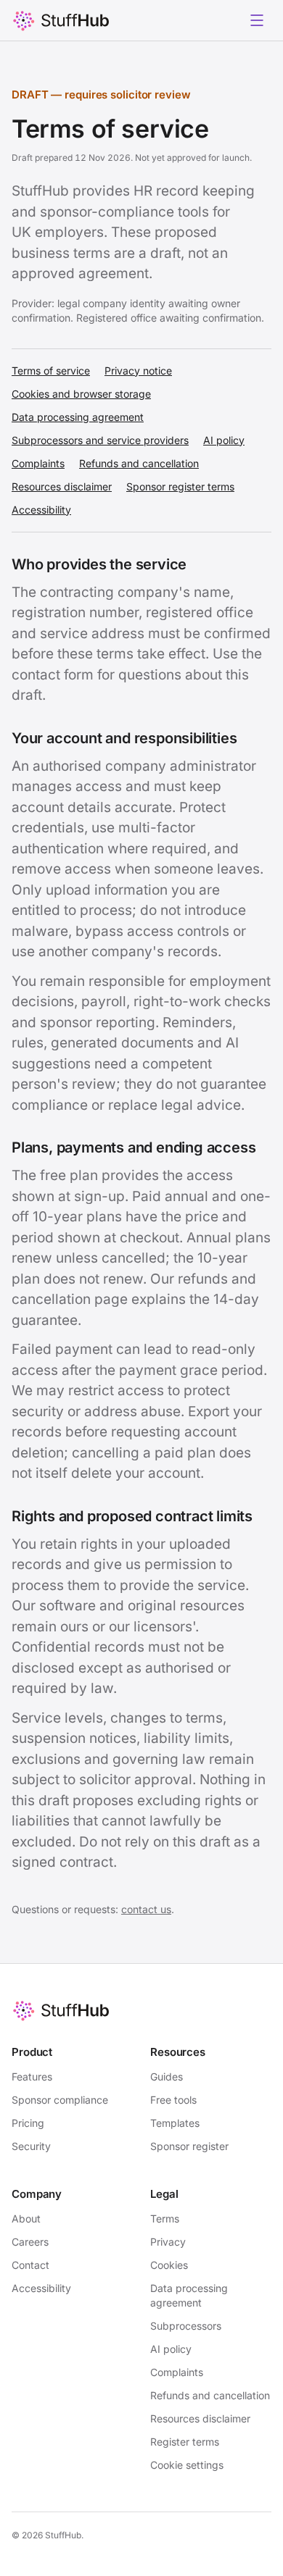 StuffHub
DRAFT — requires solicitor review
Terms of service
Draft prepared 12 Nov 2026. Not yet approved for launch.
StuffHub provides HR record keeping
and sponsor-compliance tools for
UK employers. These proposed
business terms are a draft, not an
approved agreement.
Provider: legal company identity awaiting owner
confirmation. Registered office awaiting confirmation.
Terms of service Privacy notice
Cookies and browser storage
Data processing agreement
Subprocessors and service providers AI policy
Complaints Refunds and cancellation
Resources disclaimer Sponsor register terms
Accessibility
Who provides the service
The contracting company's name,
registration number, registered office
and service address must be confirmed
before these terms take effect. Use the
contact form for questions about this
draft.
Your account and responsibilities
An authorised company administrator
manages access and must keep
account details accurate. Protect
credentials, use multi-factor
authentication where required, and
remove access when someone leaves.
Only upload information you are
entitled to process; do not introduce
malware, bypass access controls or
use another company's records.
You remain responsible for employment
decisions, payroll, right-to-work checks
and sponsor reporting. Reminders,
rules, generated documents and AI
suggestions need a competent
person's review; they do not guarantee
compliance or replace legal advice.
Plans, payments and ending access
The free plan provides the access
shown at sign-up. Paid annual and one-
off 10-year plans have the price and
period shown at checkout. Annual plans
renew unless cancelled; the 10-year
plan does not renew. Our refunds and
cancellation page explains the 14-day
guarantee.
Failed payment can lead to read-only
access after the payment grace period.
We may restrict access to protect
security or address abuse. Export your
records before requesting account
deletion; cancelling a paid plan does
not itself delete your account.
Rights and proposed contract limits
You retain rights in your uploaded
records and give us permission to
process them to provide the service.
Our software and original resources
remain ours or our licensors'.
Confidential records must not be
disclosed except as authorised or
required by law.
Service levels, changes to terms,
suspension notices, liability limits,
exclusions and governing law remain
subject to solicitor approval. Nothing in
this draft proposes excluding rights or
liabilities that cannot lawfully be
excluded. Do not rely on this draft as a
signed contract.
Questions or requests: contact us.
StuffHub
Product
Features
Sponsor compliance
Pricing
Security
Resources
Guides
Free tools
Templates
Sponsor register
Company
About
Careers
Contact
Accessibility
Legal
Terms
Privacy
Cookies
Data processing
agreement
Subprocessors
AI policy
Complaints
Refunds and cancellation
Resources disclaimer
Register terms
Cookie settings
© 2026 StuffHub.